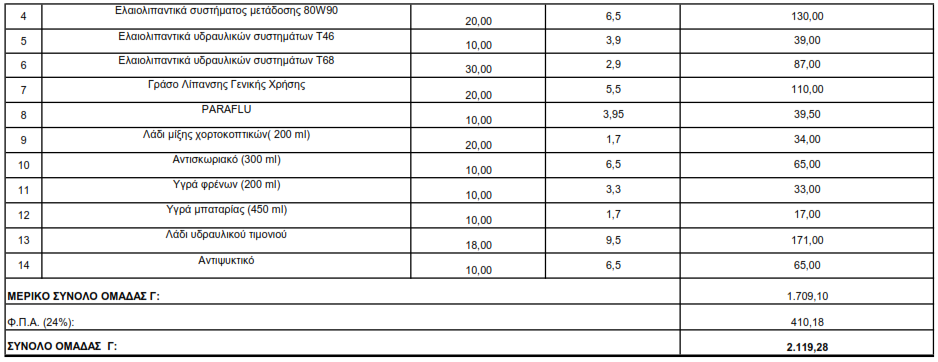 4 Ελαιολιπαντικά συστήματος μετάδοσης 80W90 20,00 6,5 130,00
5 Ελαιολιπαντικά υδραυλικών συστημάτων Τ46 10,00 3,9 39,00
6 Ελαιολιπαντικά υδραυλικών συστημάτων Τ68 30,00 2,9 87,00
7 Γράσο Λίπανσης Γενικής Χρήσης 20,00 5,5 110,00
8 PARAFLU 10,00 3,95 39,50
9 Λάδι μίξης χορτοκοπτικών( 200 ml) 20,00 1,7 34,00
10 Αντισκωριακό (300 ml) 10,00 6,5 65,00
11 Υγρά φρένων (200 ml) 10,00 3,3 33,00
12 Υγρά μπαταρίας (450 ml) 10,00 1,7 17,00
13 Λάδι υδραυλικού τιμονιού 18,00 9,5 171,00
14 Αντιψυκτικό 10,00 6,5 65,00
ΜΕΡΙΚΟ ΣΥΝΟΛΟ ΟΜΑΔΑΣ Γ: 1.709,10
Φ.Π.Α. (24%): 410,18
ΣΥΝΟΛΟ ΟΜΑΔΑΣ Γ: 2.119,28